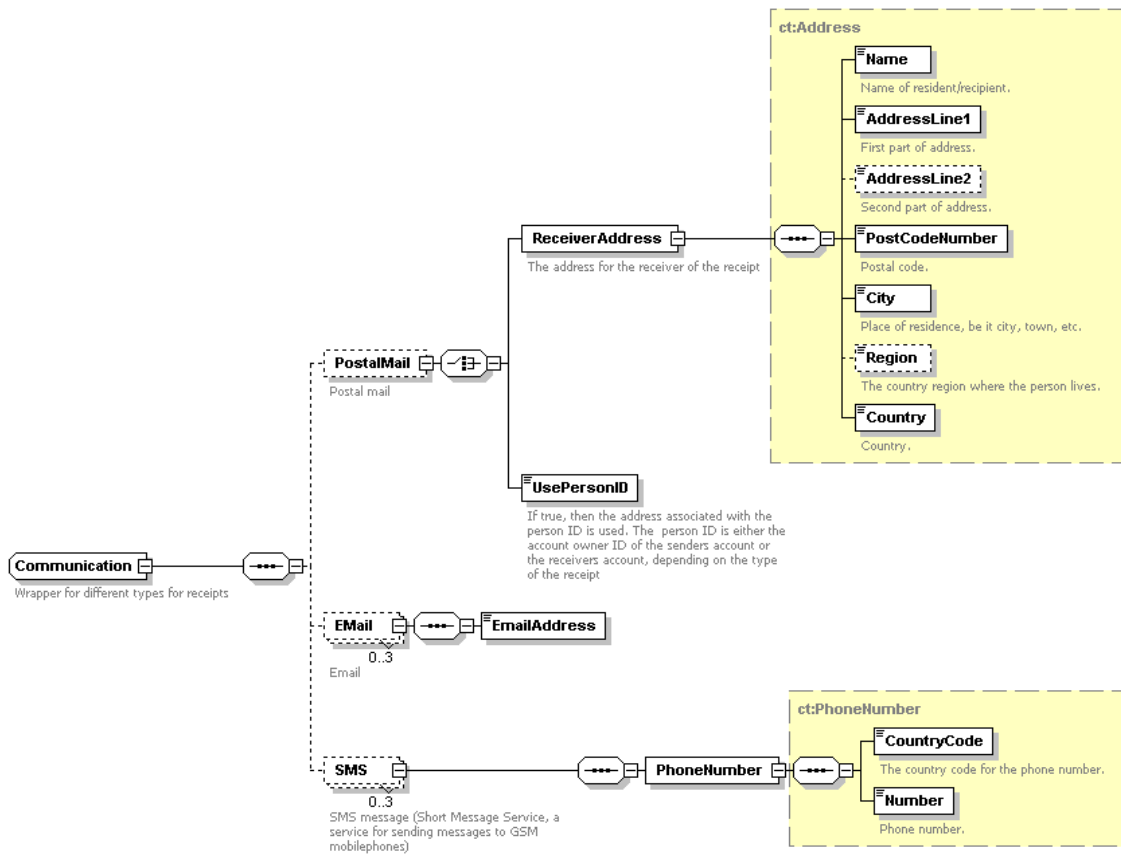 ct:Address
Name
Name of resident/recipient.
AddressLine1
First part of address.
AddressLine2
Second part of address.
ReceiverAddress
The address for the receiver of the receipt
PostCodeNumber
Postal code.
City
Place of residence, be it city, town, etc.
PostalMail
Postal mail
Region
The country region where the person lives.
Country
Country.
UsePersonID
If true, then the address associated with the
person ID is used. The  person ID is either the
account owner ID of the senders account or
the receivers account, depending on the type
of the receipt
Communication
Wrapper for different types for receipts
EMail
0..3
Email
EmailAddress
ct:PhoneNumber
CountryCode
The country code for the phone number.
SMS
0..3
SMS message (Short Message Service, a
service for sending messages to GSM
mobilephones)
PhoneNumber
Number
Phone number.